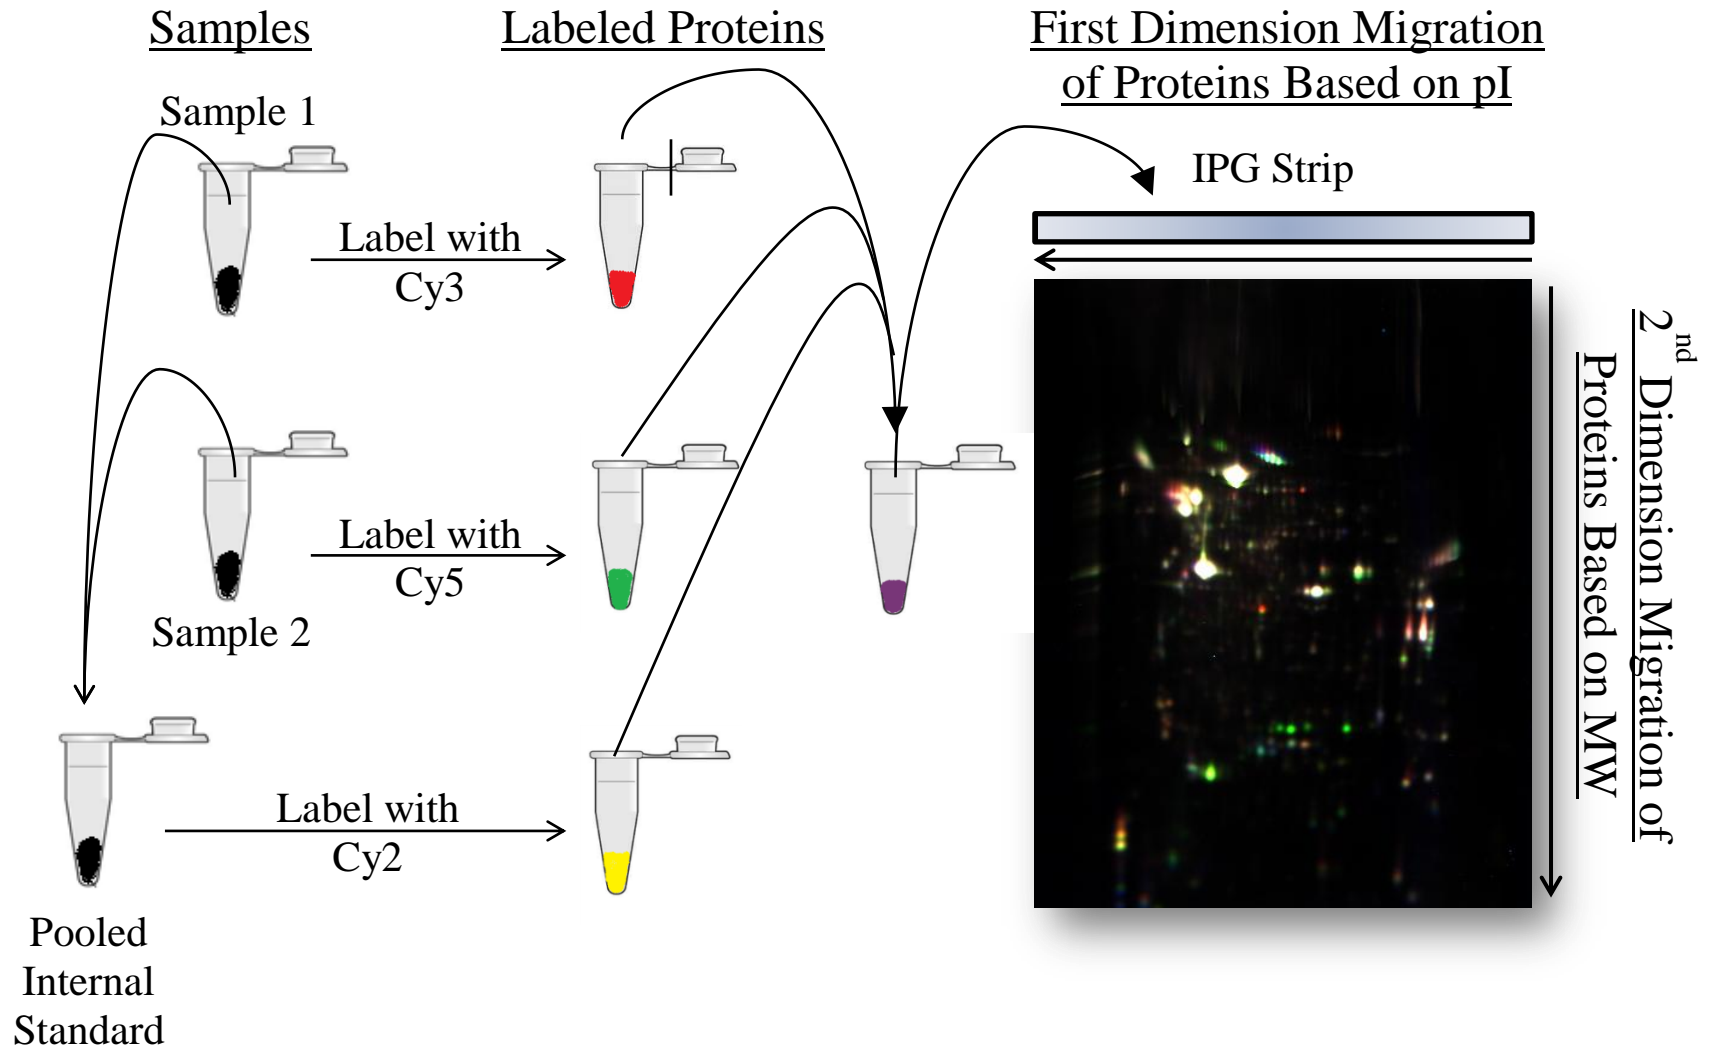 Samples
Labeled Proteins
First Dimension Migration
of Proteins Based on pI
Sample 1
IPG Strip
Label with
Cy3
Label with
Cy5
Sample 2
Label with
Cy2
Pooled
Internal
Standard
2nd Dimension Migration of
Proteins Based on MW